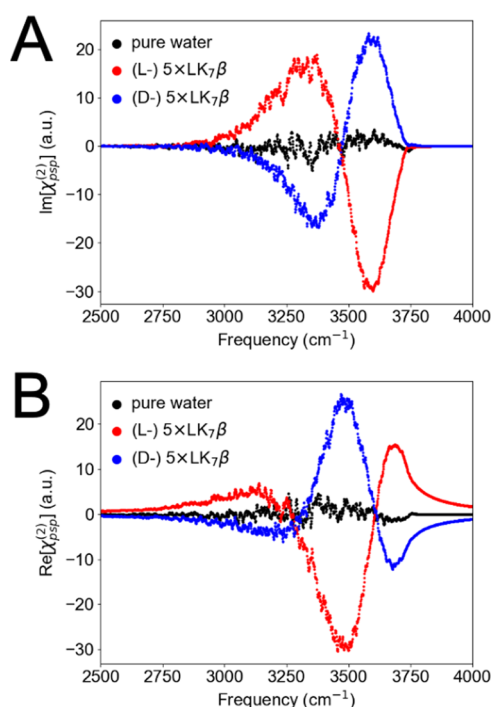 A
20
10
0
−10
−20
−30
Im[χ(2)psp] (a.u.)
pure water
(L-) 5×LK7β
(D-) 5×LK7β
2500 2750 3000 3250 3500 3750 4000
Frequency (cm−1)
B
20
10
0
−10
−20
−30
Re[χ(2)psp] (a.u.)
pure water
(L-) 5×LK7β
(D-) 5×LK7β
2500 2750 3000 3250 3500 3750 4000
Frequency (cm−1)